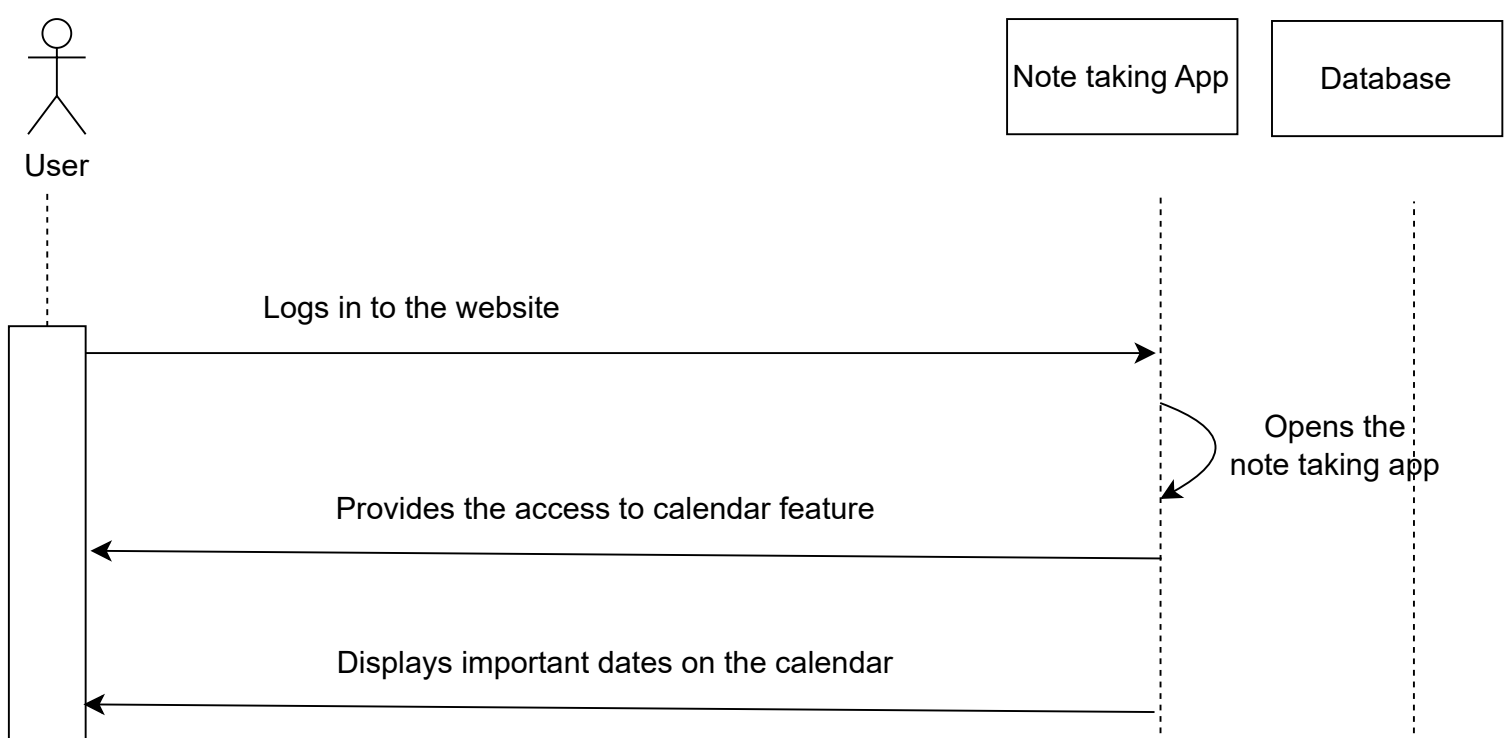 Note taking App
Database
User
Logs in to the website
Opens the
note taking app
Provides the access to calendar feature
Displays important dates on the calendar